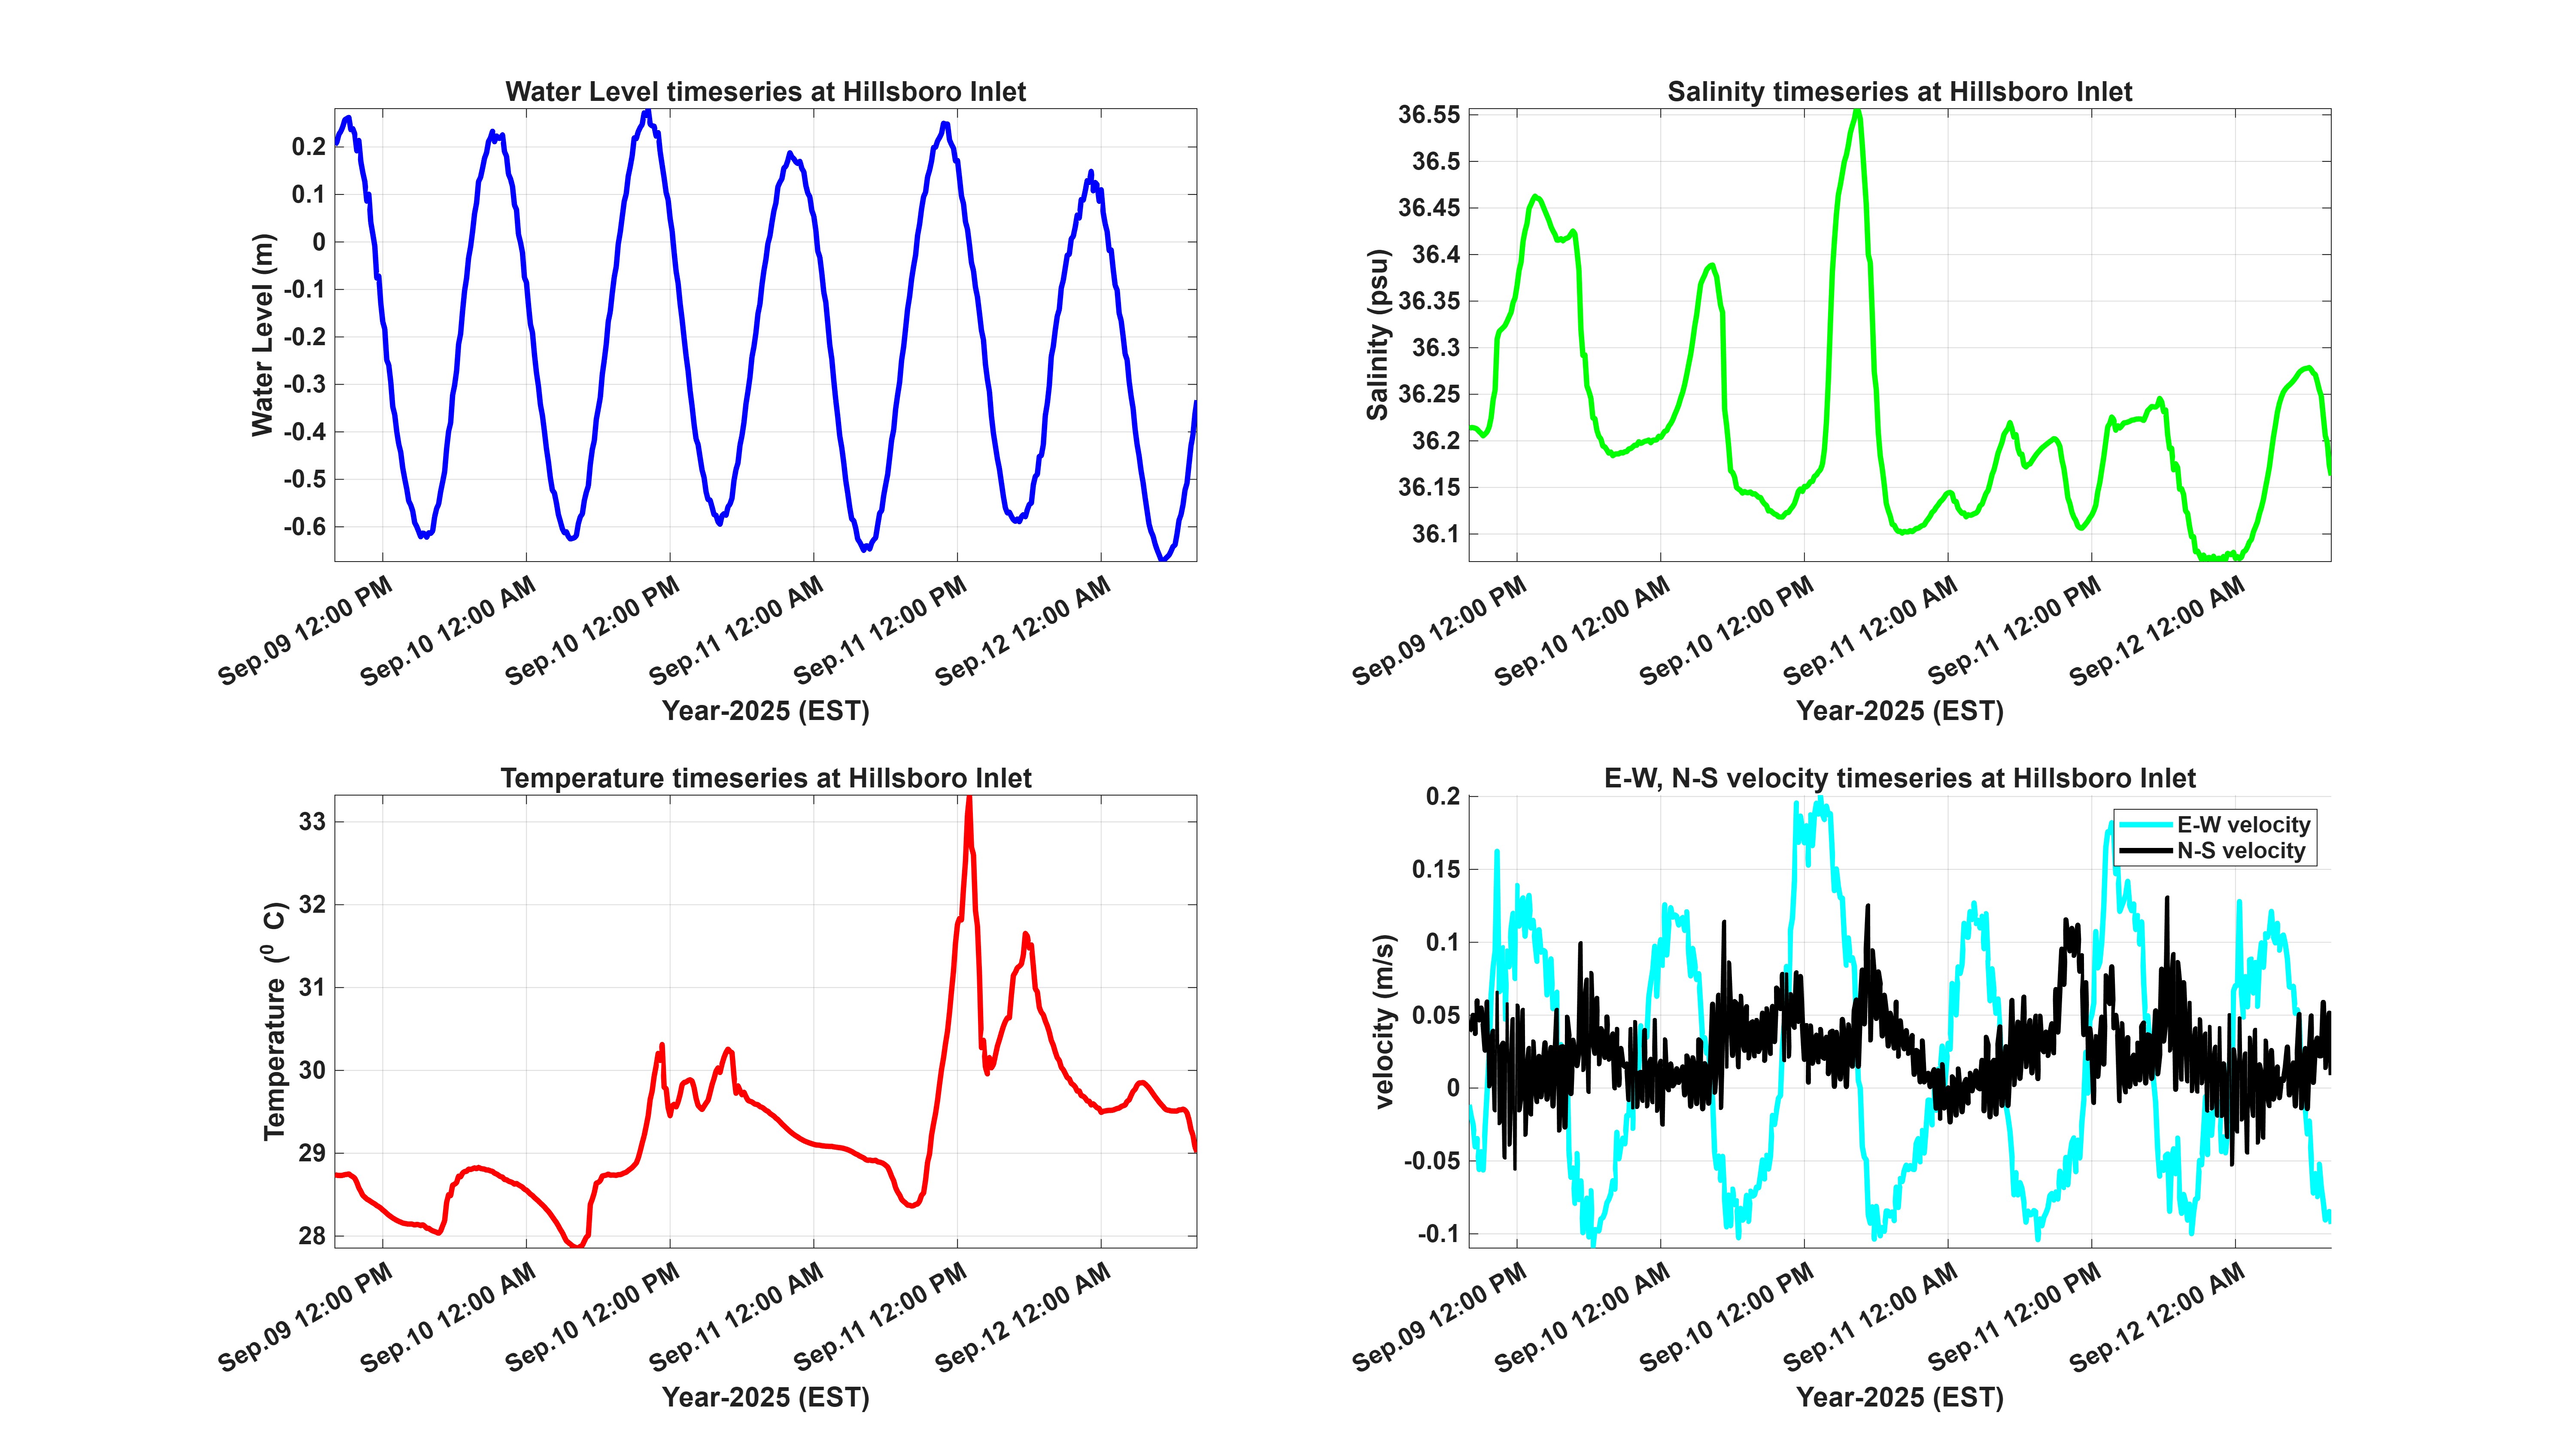 Water Level timeseries at Hillsboro Inlet
Water Level (m)
0.2
0.1
0
-0.1
-0.2
-0.3
-0.4
-0.5
-0.6
Sep.09 12:00 PM
Sep.10 12:00 AM
Sep.10 12:00 PM
Sep.11 12:00 AM
Sep.11 12:00 PM
Sep.12 12:00 AM
Year-2025 (EST)
Salinity timeseries at Hillsboro Inlet
Salinity (psu)
36.55
36.5
36.45
36.4
36.35
36.3
36.25
36.2
36.15
36.1
Sep.09 12:00 PM
Sep.10 12:00 AM
Sep.10 12:00 PM
Sep.11 12:00 AM
Sep.11 12:00 PM
Sep.12 12:00 AM
Year-2025 (EST)
Temperature timeseries at Hillsboro Inlet
Temperature (⁰ C)
33
32
31
30
29
28
Sep.09 12:00 PM
Sep.10 12:00 AM
Sep.10 12:00 PM
Sep.11 12:00 AM
Sep.11 12:00 PM
Sep.12 12:00 AM
Year-2025 (EST)
E-W, N-S velocity timeseries at Hillsboro Inlet
velocity (m/s)
0.2
0.15
0.1
0.05
0
-0.05
-0.1
E-W velocity
N-S velocity
Sep.09 12:00 PM
Sep.10 12:00 AM
Sep.10 12:00 PM
Sep.11 12:00 AM
Sep.11 12:00 PM
Sep.12 12:00 AM
Year-2025 (EST)